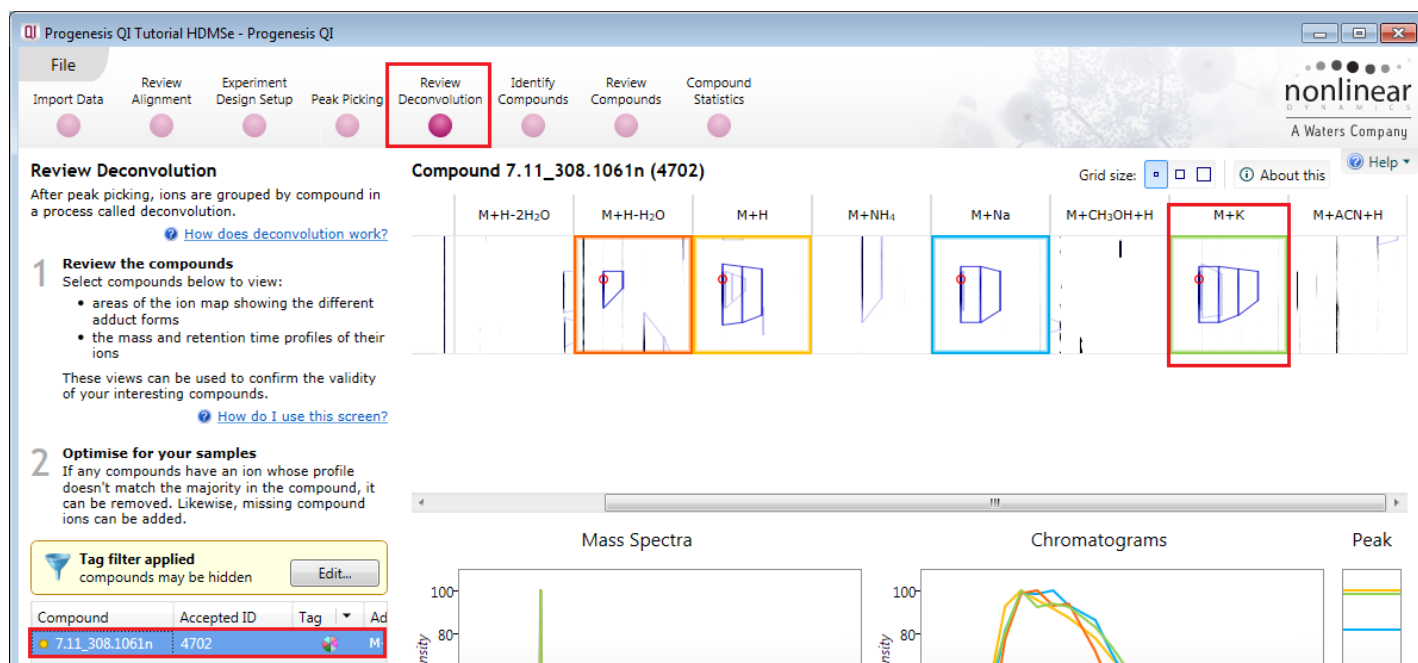 QI Progenesis QI Tutorial HDMSe - Progenesis QI
File
Import Data
Review
Alignment
Experiment
Design Setup
Peak Picking
Review
Deconvolution
Identify
Compounds
Review
Compounds
Compound
Statistics
nonlinear
DYNAMICS
A Waters Company
Review Deconvolution
After peak picking, ions are grouped by compound in
a process called deconvolution.
? How does deconvolution work?
1 Review the compounds
Select compounds below to view:
• areas of the ion map showing the different
adduct forms
• the mass and retention time profiles of their
ions
These views can be used to confirm the validity
of your interesting compounds.
? How do I use this screen?
2 Optimise for your samples
If any compounds have an ion whose profile
doesn't match the majority in the compound, it
can be removed. Likewise, missing compound
ions can be added.
Tag filter applied
compounds may be hidden
Edit...
Compound Accepted ID Tag Ad
7.11_308.1061n 4702 M
Compound 7.11_308.1061n (4702)
Grid size:
About this
? Help
M+H-2H₂O M+H-H₂O M+H M+NH₄ M+Na M+CH₃OH+H M+K M+ACN+H
Mass Spectra
100
80
nsity
Chromatograms
100
80
nsity
Peak